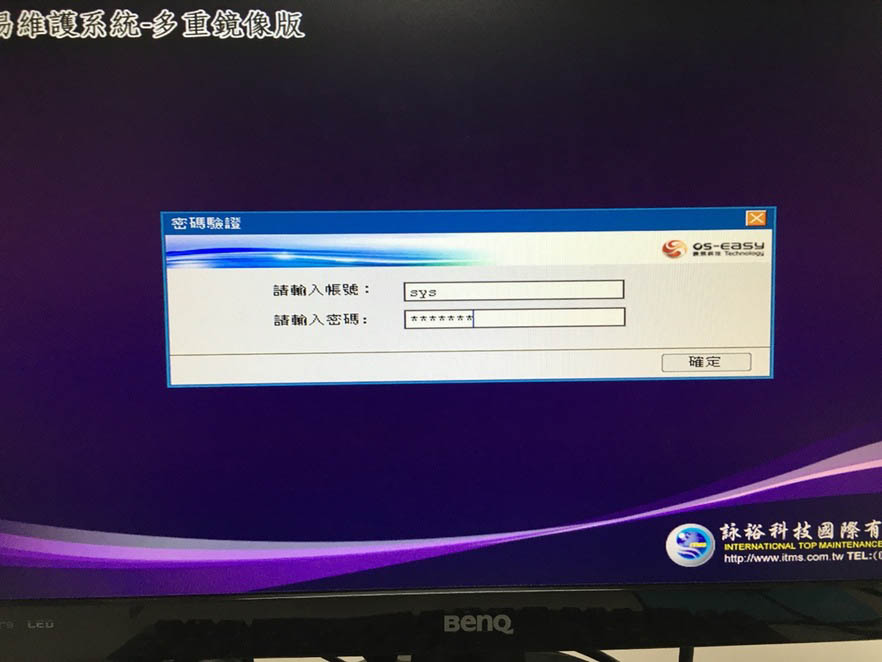 易維護系統-多重鏡像版
密碼驗證
OS-EASY
Technology
請輸入帳號：
sys
請輸入密碼：
*******
確定
詠裕科技國際有
INTERNATIONAL TOP MAINTENANCE
http://www.itms.com.tw TEL:(
LED
BenQ